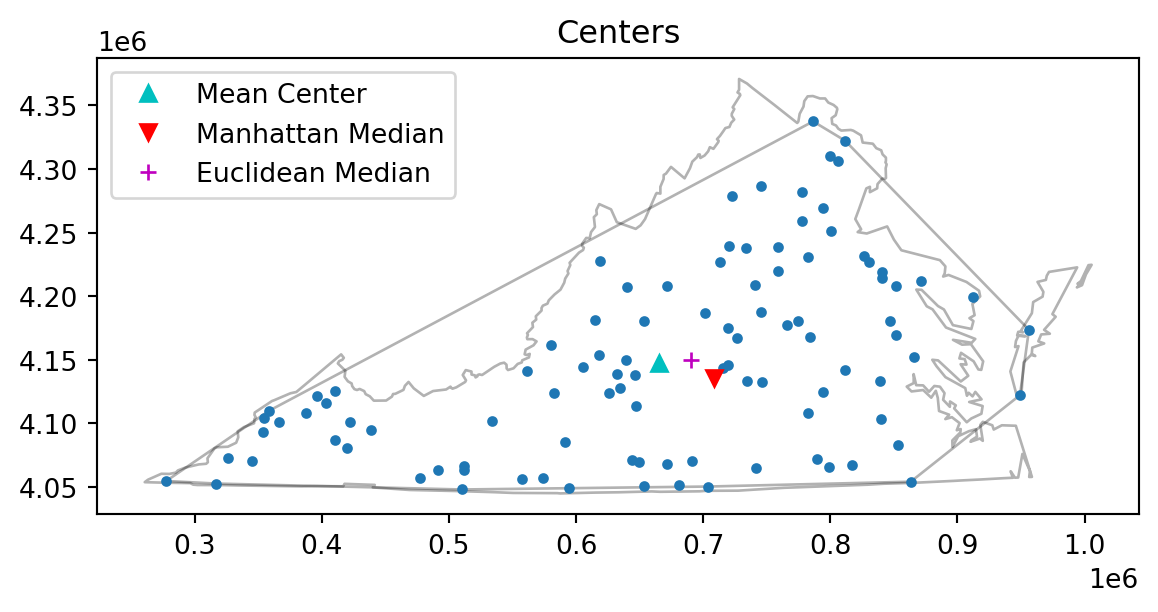 Centers
1e6
Mean Center
Manhattan Median
Euclidean Median
4.35
4.30
4.25
4.20
4.15
4.10
4.05
0.3 0.4 0.5 0.6 0.7 0.8 0.9 1.0
1e6